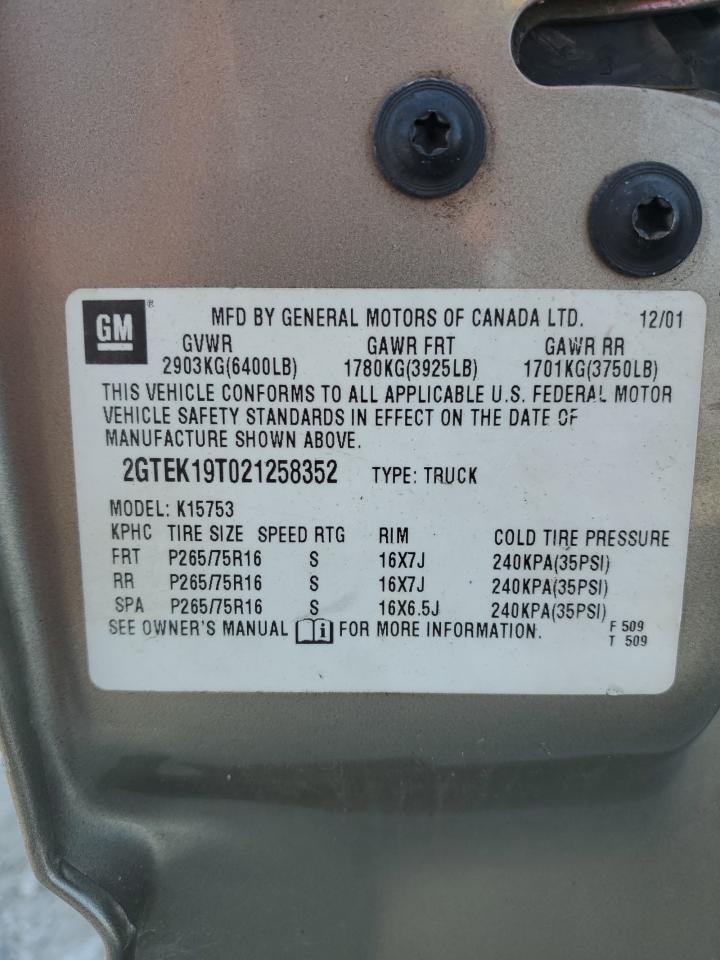 GM® MFD BY GENERAL MOTORS OF CANADA LTD. 12/01
GVWR GAWR FRT GAWR RR
2903KG(6400LB) 1780KG(3925LB) 1701KG(3750LB)
THIS VEHICLE CONFORMS TO ALL APPLICABLE U.S. FEDERAL MOTOR
VEHICLE SAFETY STANDARDS IN EFFECT ON THE DATE OF
MANUFACTURE SHOWN ABOVE.
2GTEK19T021258352 TYPE: TRUCK
MODEL: K15753
KPHC TIRE SIZE SPEED RTG RIM COLD TIRE PRESSURE
FRT P265/75R16 S 16X7J 240KPA(35PSI)
RR P265/75R16 S 16X7J 240KPA(35PSI)
SPA P265/75R16 S 16X6.5J 240KPA(35PSI)
SEE OWNER'S MANUAL i FOR MORE INFORMATION. F 509
T 509